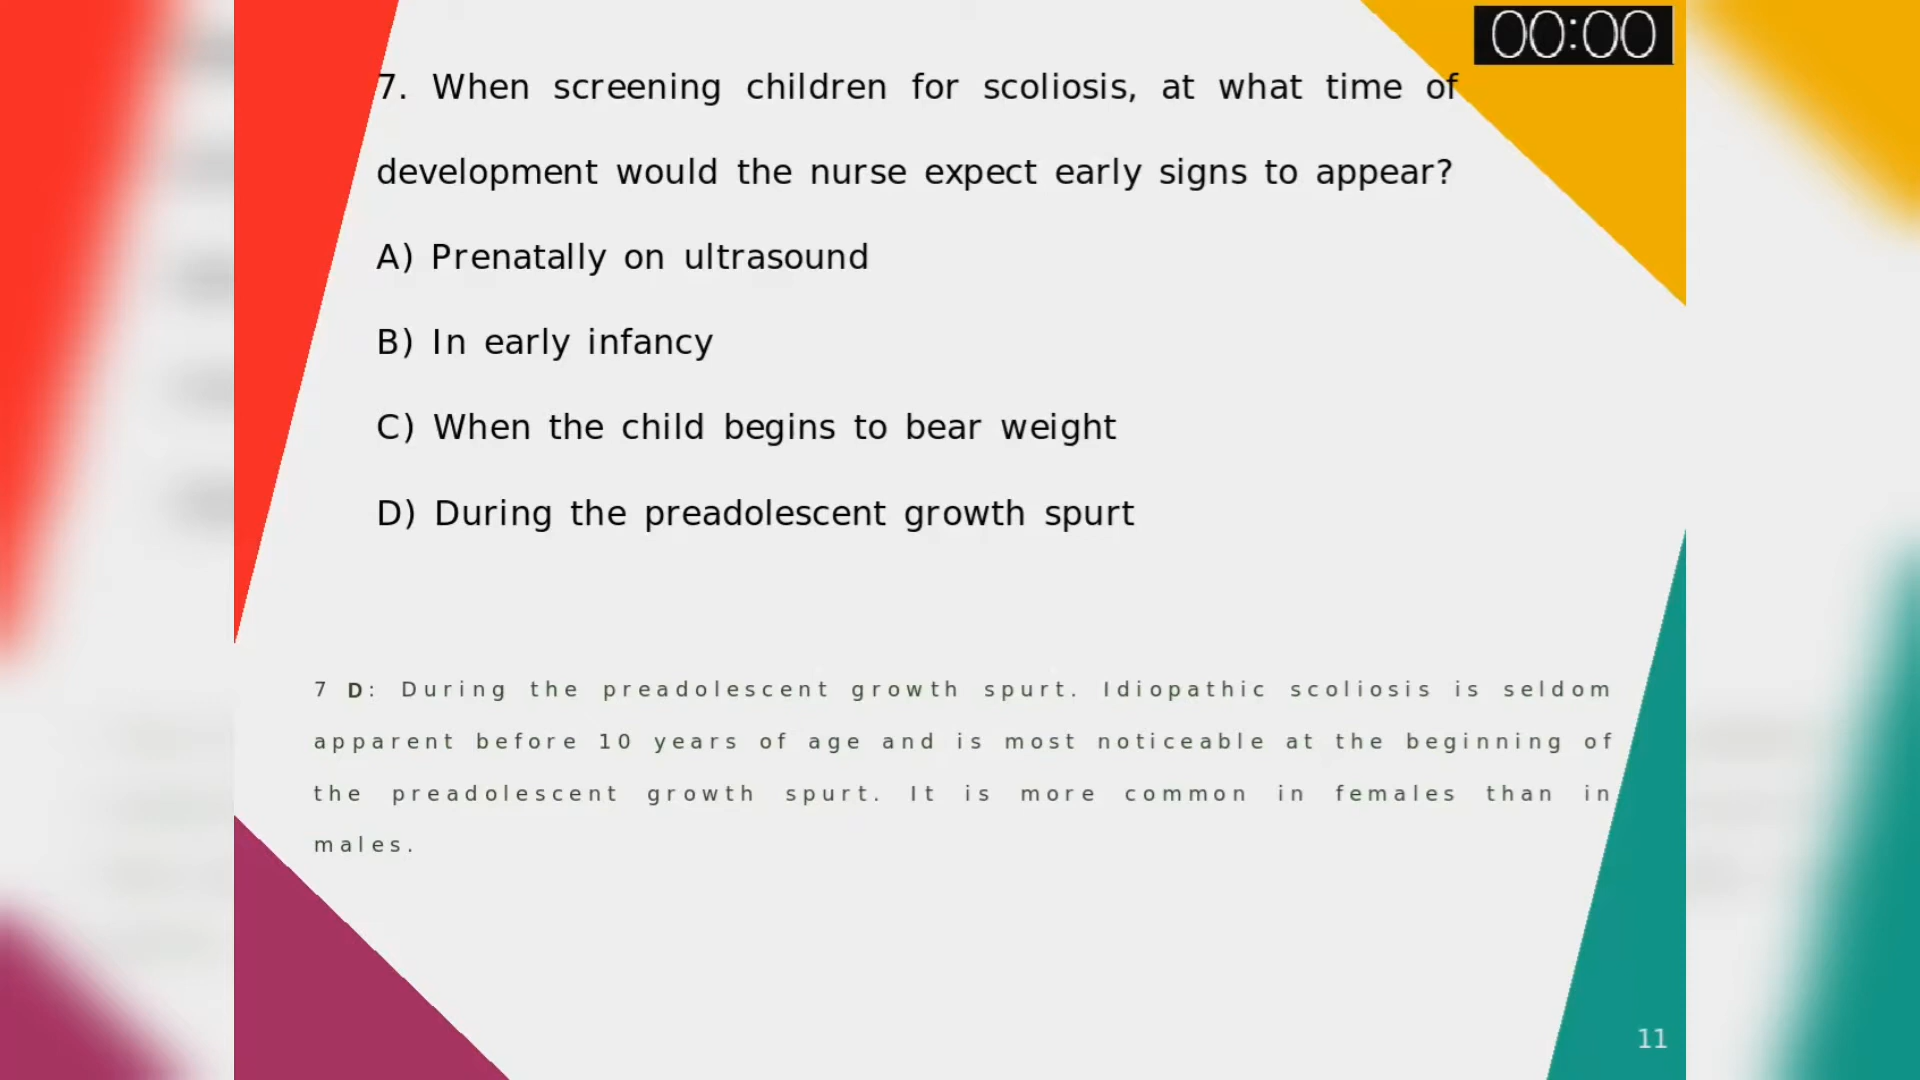 00:00
7. When screening children for scoliosis, at what time of
development would the nurse expect early signs to appear?
A) Prenatally on ultrasound
B) In early infancy
C) When the child begins to bear weight
D) During the preadolescent growth spurt
7 D: During the preadolescent growth spurt. Idiopathic scoliosis is seldom
apparent before 10 years of age and is most noticeable at the beginning of
the preadolescent growth spurt. It is more common in females than in
males.
11